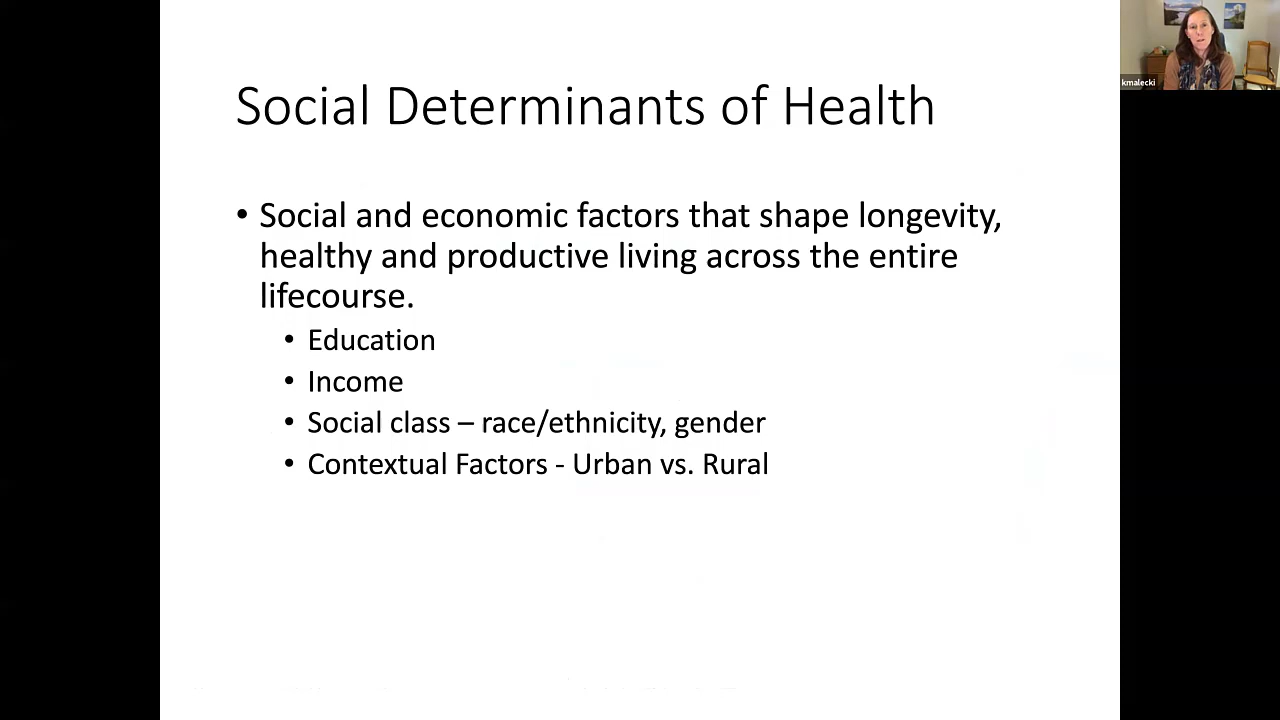 Social Determinants of Health
• Social and economic factors that shape longevity,
healthy and productive living across the entire
lifecourse.
• Education
• Income
• Social class – race/ethnicity, gender
• Contextual Factors - Urban vs. Rural
kmalecki